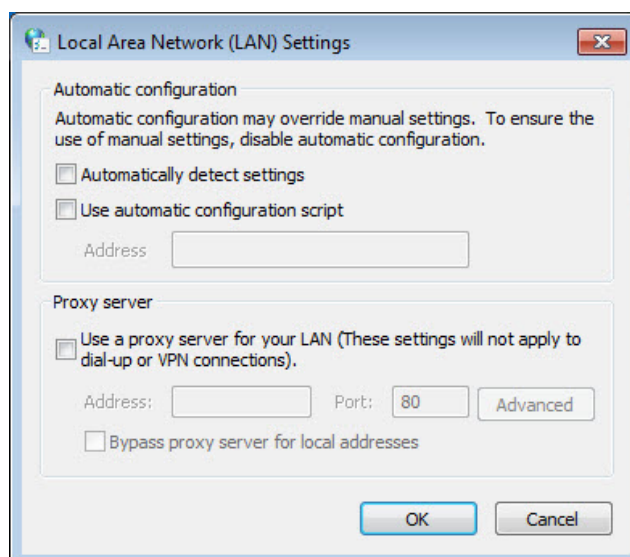 Local Area Network (LAN) Settings
Automatic configuration
Automatic configuration may override manual settings.  To ensure the
use of manual settings, disable automatic configuration.
Automatically detect settings
Use automatic configuration script
Address
Proxy server
Use a proxy server for your LAN (These settings will not apply to
dial-up or VPN connections).
Address: Port: 80 Advanced
Bypass proxy server for local addresses
OK Cancel